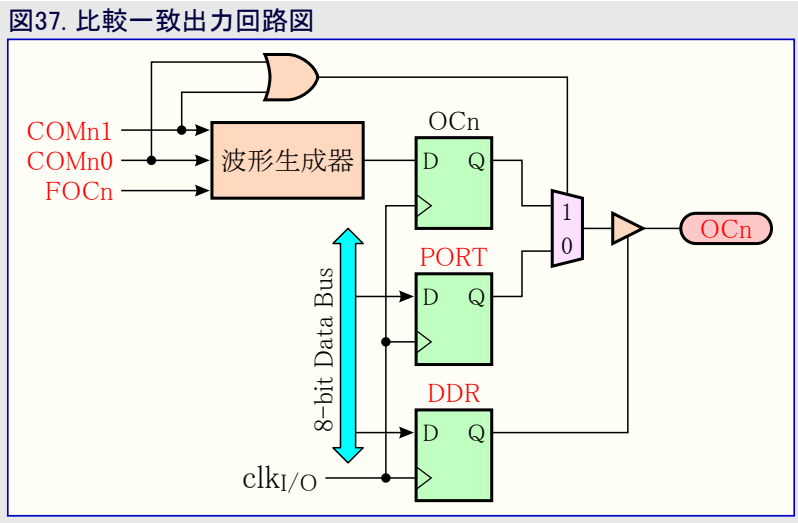 図37. 比較一致出力回路図
COMn1
COMn0
FOCn
波形生成器
OCn
D Q
1
0
OCn
PORT
D Q
8-bit Data Bus
DDR
D Q
clkI/O